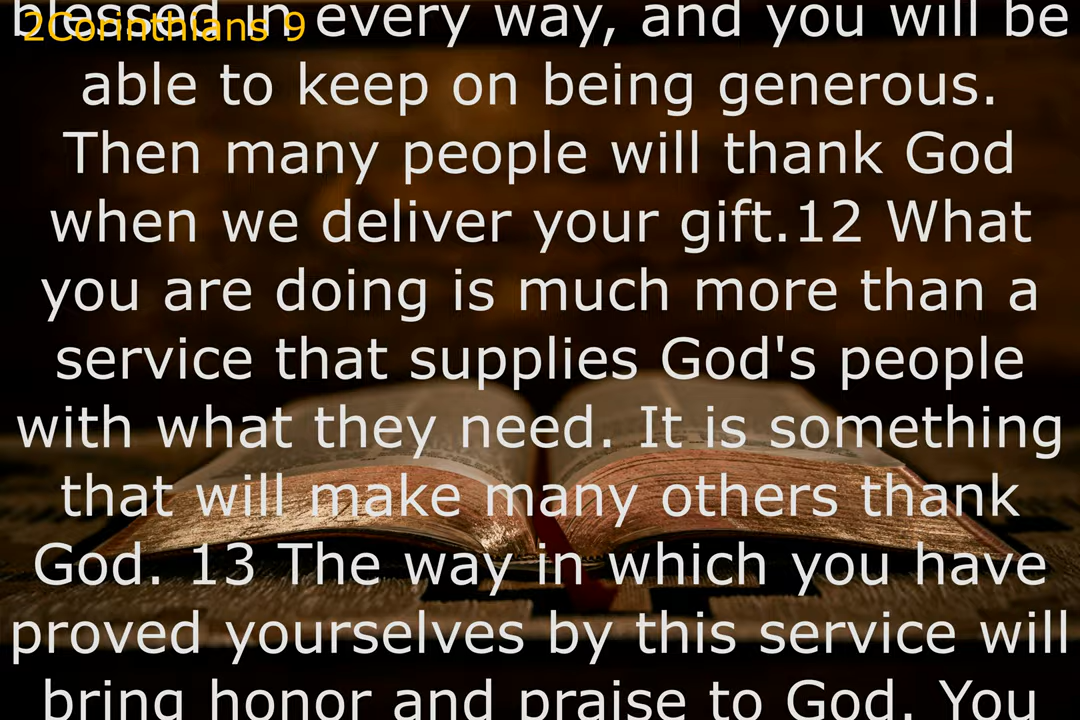 blessed in every way, and you will be
2Corinthians 9
able to keep on being generous.
Then many people will thank God
when we deliver your gift.12 What
you are doing is much more than a
service that supplies God's people
with what they need. It is something
that will make many others thank
God. 13 The way in which you have
proved yourselves by this service will
bring honor and praise to God. You